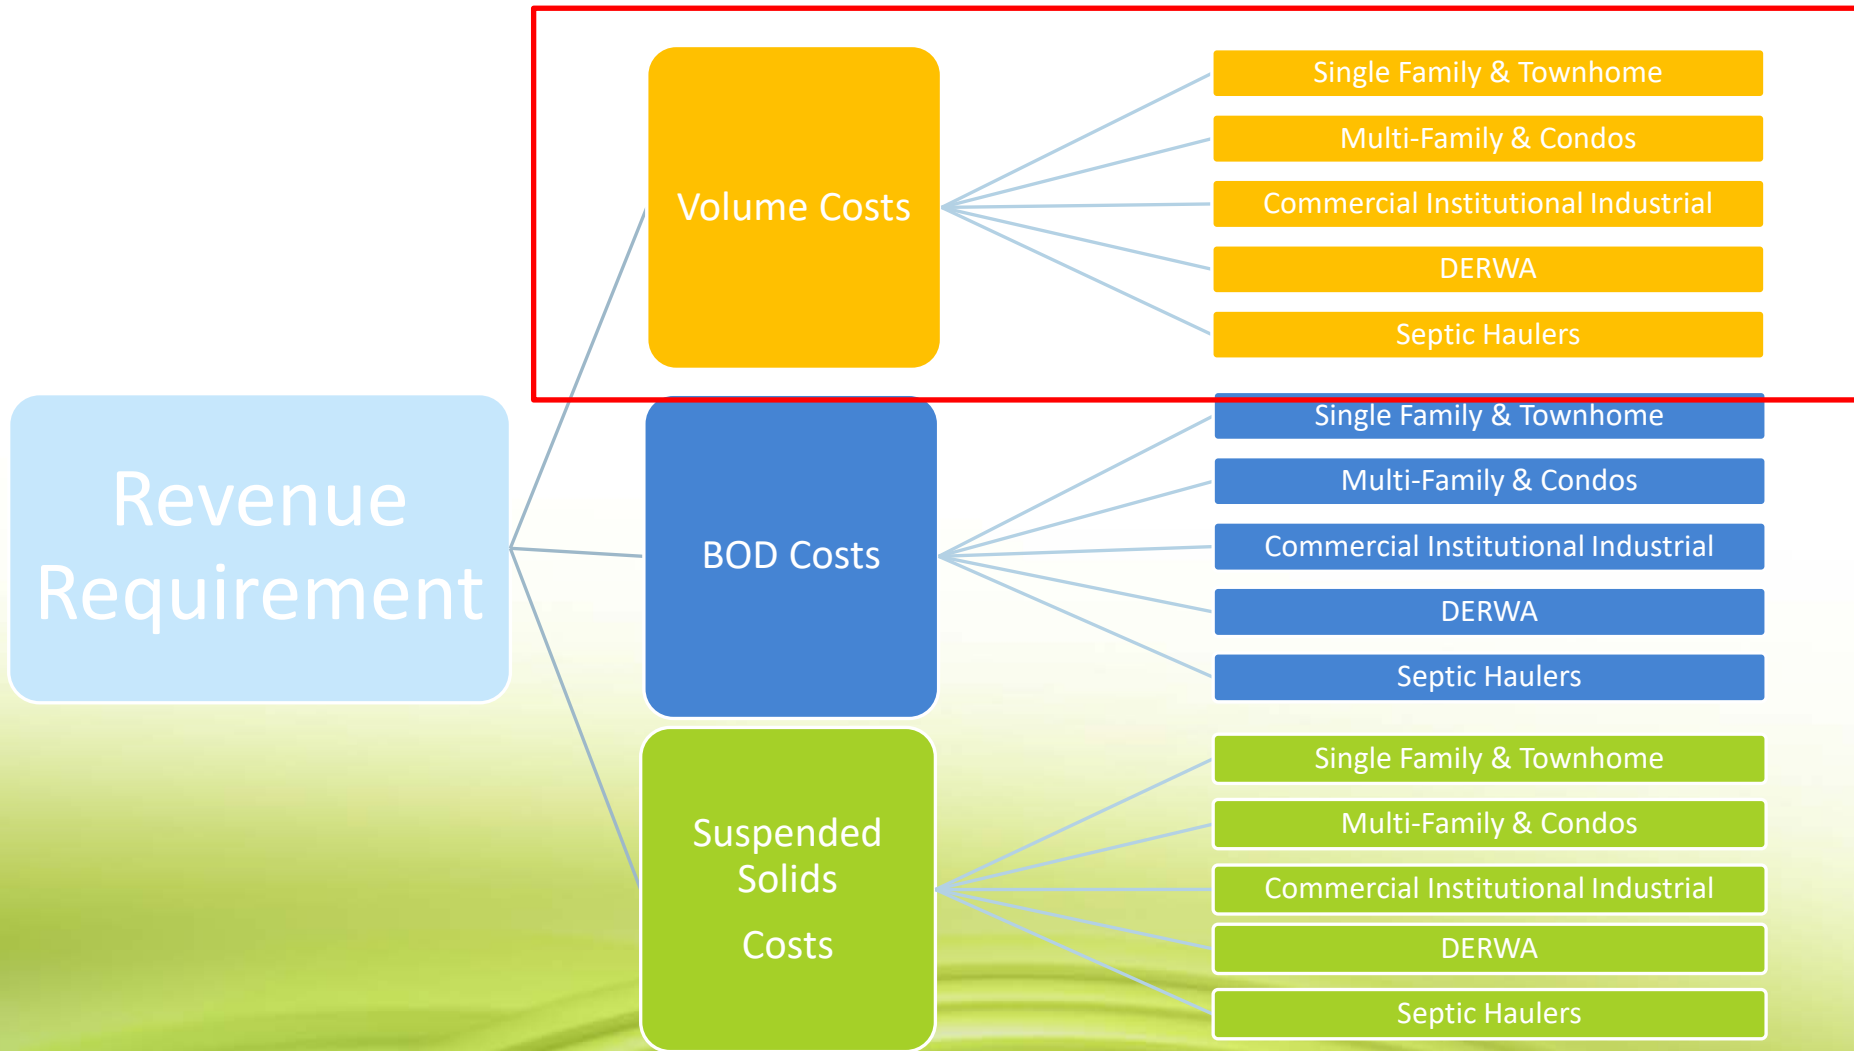 Revenue
Requirement
Volume Costs
Single Family & Townhome
Multi-Family & Condos
Commercial Institutional Industrial
DERWA
Septic Haulers
BOD Costs
Single Family & Townhome
Multi-Family & Condos
Commercial Institutional Industrial
DERWA
Septic Haulers
Suspended
Solids
Costs
Single Family & Townhome
Multi-Family & Condos
Commercial Institutional Industrial
DERWA
Septic Haulers